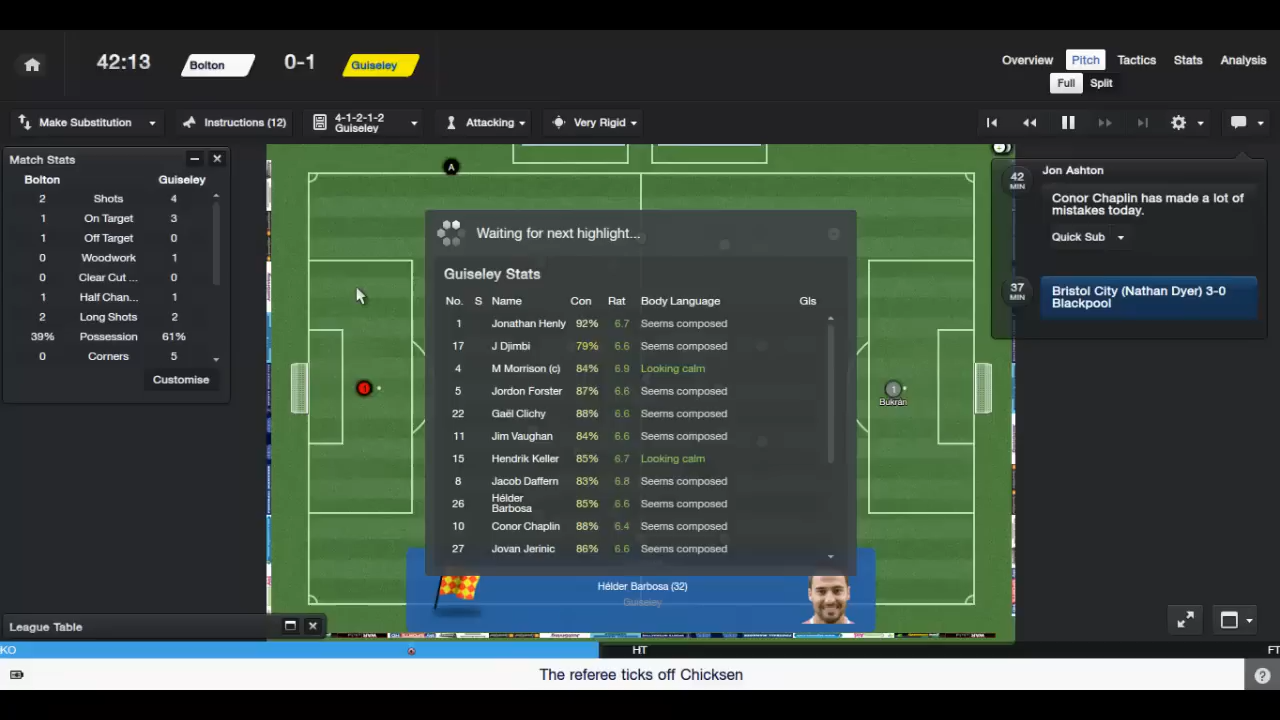 42:13
Bolton
0-1
Guiseley
Overview
Pitch
Tactics
Stats
Analysis
Full
Split
Make Substitution
Instructions (12)
4-1-2-1-2
Guiseley
Attacking
Very Rigid
Match Stats
Bolton Guiseley
2 Shots 4
1 On Target 3
1 Off Target 0
0 Woodwork 1
0 Clear Cut ... 0
1 Half Chan... 1
2 Long Shots 2
39% Possession 61%
0 Corners 5
Customise
A
Waiting for next highlight...
Guiseley Stats
No. S Name Con Rat Body Language Gls
1 Jonathan Henly 92% 6.7 Seems composed
17 J Djimbi 79% 6.6 Seems composed
4 M Morrison (c) 84% 6.9 Looking calm
5 Jordon Forster 87% 6.6 Seems composed
22 Gaël Clichy 88% 6.6 Seems composed
11 Jim Vaughan 84% 6.6 Seems composed
15 Hendrik Keller 85% 6.7 Looking calm
8 Jacob Daffern 83% 6.8 Seems composed
26 Hélder
Barbosa 85% 6.6 Seems composed
10 Conor Chaplin 88% 6.4 Seems composed
27 Jovan Jerinic 86% 6.6 Seems composed
1
1
Bukrán
Hélder Barbosa (32)
Guiseley
Jon Ashton
42
MIN
Conor Chaplin has made a lot of
mistakes today.
Quick Sub
37
MIN
Bristol City (Nathan Dyer) 3-0
Blackpool
League Table
KO
HT
FT
The referee ticks off Chicksen
?